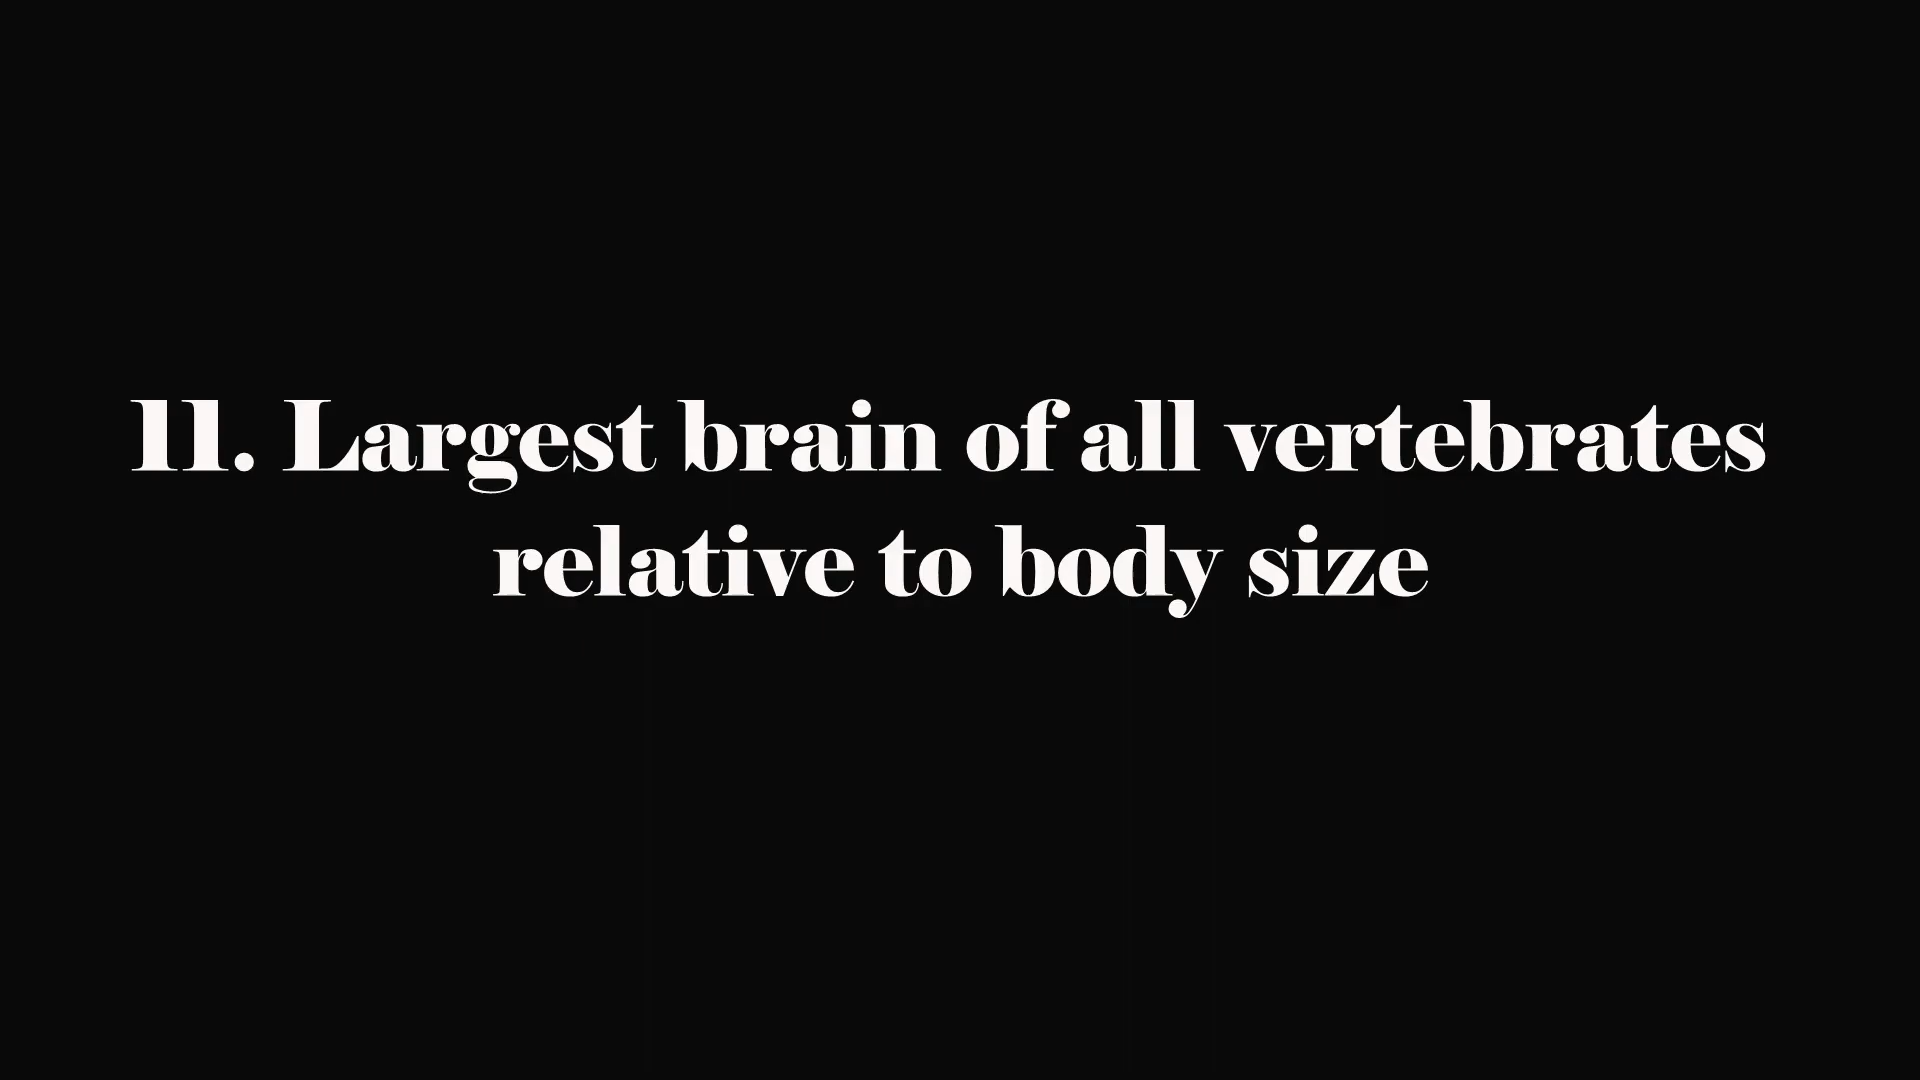 11. Largest brain of all vertebrates
relative to body size